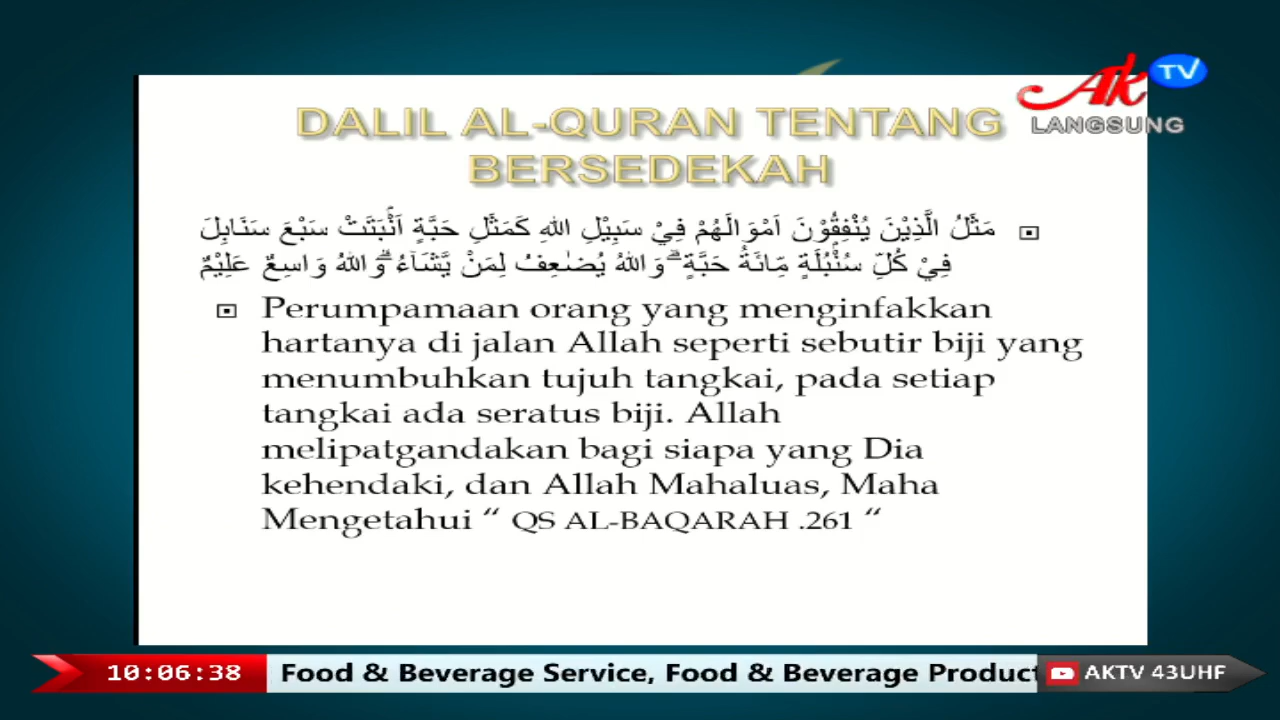 Ak TV
LANGSUNG
DALIL AL-QURAN TENTANG
BERSEDEKAH
مَثَلُ الَّذِيْنَ يُنْفِقُوْنَ اَمْوَالَهُمْ فِيْ سَبِيْلِ اللهِ كَمَثَلِ حَبَّةٍ اَنْۢبَتَتْ سَبْعَ سَنَابِلَ
فِيْ كُلِّ سُنْۢبُلَةٍ مِّائَةُ حَبَّةٍ ۗ وَاللهُ يُضٰعِفُ لِمَنْ يَّشَاۤءُ ۗوَاللهُ وَاسِعٌ عَلِيْمٌ
Perumpamaan orang yang menginfakkan
hartanya di jalan Allah seperti sebutir biji yang
menumbuhkan tujuh tangkai, pada setiap
tangkai ada seratus biji. Allah
melipatgandakan bagi siapa yang Dia
kehendaki, dan Allah Mahaluas, Maha
Mengetahui “ QS AL-BAQARAH .261 “
10:06:38 Food & Beverage Service, Food & Beverage Product AKTV 43UHF